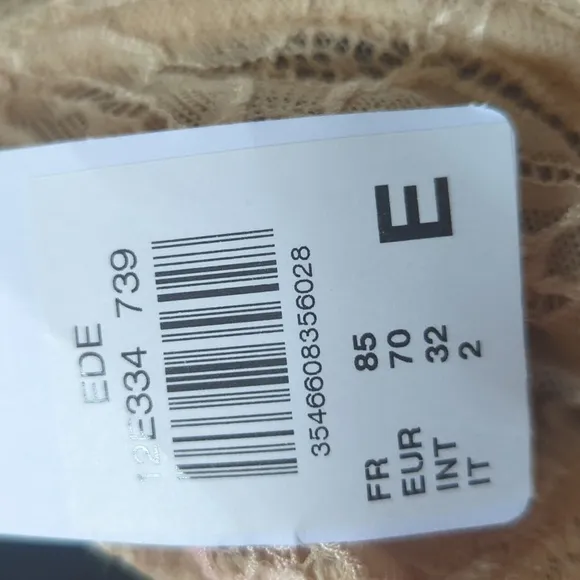 EDE
12E334 739
3546608356028
FR 85
EUR 70
INT 32
IT 2
E